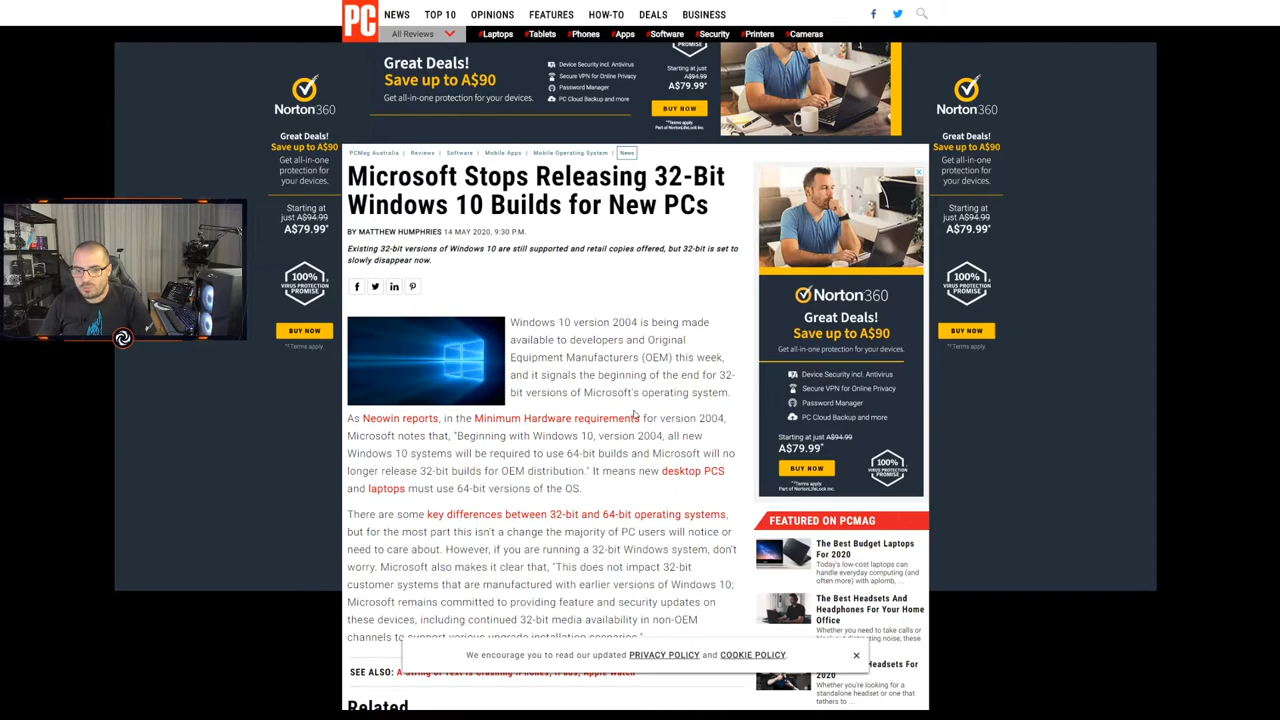 PC
NEWS
TOP 10
OPINIONS
FEATURES
HOW-TO
DEALS
BUSINESS
All Reviews
#Laptops
#Tablets
#Phones
#Apps
#Software
#Security
#Printers
#Cameras
Great Deals!
Save up to A$90
Get all-in-one protection for your devices.
Device Security incl. Antivirus
Secure VPN for Online Privacy
Password Manager
PC Cloud Backup and more
PROMISE
Starting at just A$94.99
A$79.99*
BUY NOW
*Terms apply.
Part of NortonLifeLock Inc.
Norton360
Great Deals!
Save up to A$90
Get all-in-one
protection for
your devices.
Starting at
just A$94.99
A$79.99*
100%
VIRUS PROTECTION
PROMISE
BUY NOW
*Terms apply.
PCMag Australia | Reviews | Software | Mobile Apps | Mobile Operating System | News
Microsoft Stops Releasing 32-Bit
Windows 10 Builds for New PCs
BY MATTHEW HUMPHRIES 14 MAY 2020, 9:30 P.M.
Existing 32-bit versions of Windows 10 are still supported and retail copies offered, but 32-bit is set to
slowly disappear now.
Windows 10 version 2004 is being made
available to developers and Original
Equipment Manufacturers (OEM) this week,
and it signals the beginning of the end for 32-
bit versions of Microsoft's operating system.
As Neowin reports, in the Minimum Hardware requirements for version 2004,
Microsoft notes that, "Beginning with Windows 10, version 2004, all new
Windows 10 systems will be required to use 64-bit builds and Microsoft will no
longer release 32-bit builds for OEM distribution." It means new desktop PCS
and laptops must use 64-bit versions of the OS.
There are some key differences between 32-bit and 64-bit operating systems,
but for the most part this isn't a change the majority of PC users will notice or
need to care about. However, if you are running a 32-bit Windows system, don't
worry. Microsoft also makes it clear that, "This does not impact 32-bit
customer systems that are manufactured with earlier versions of Windows 10;
Microsoft remains committed to providing feature and security updates on
these devices, including continued 32-bit media availability in non-OEM
channels to support various upgrade installation scenarios."
We encourage you to read our updated PRIVACY POLICY and COOKIE POLICY.
SEE ALSO: A String of Text Is Crashing iPhones, iPads, Apple Watch
Related
Norton360
Great Deals!
Save up to A$90
Get all-in-one protection for your devices.
Device Security incl. Antivirus
Secure VPN for Online Privacy
Password Manager
PC Cloud Backup and more
Starting at just A$94.99
A$79.99*
100%
VIRUS PROTECTION
PROMISE
BUY NOW
*Terms apply.
Part of NortonLifeLock Inc.
FEATURED ON PCMAG
The Best Budget Laptops
For 2020
Today's low-cost laptops can
handle everyday computing (and
often more) with aplomb, ...
The Best Headsets And
Headphones For Your Home
Office
Whether you need to take calls or
Headsets For
2020
Whether you're looking for a
standalone headset or one that
tethers to ...
Norton360
Great Deals!
Save up to A$90
Get all-in-one
protection for
your devices.
Starting at
just A$94.99
A$79.99*
100%
VIRUS PROTECTION
PROMISE
BUY NOW
*Terms apply.